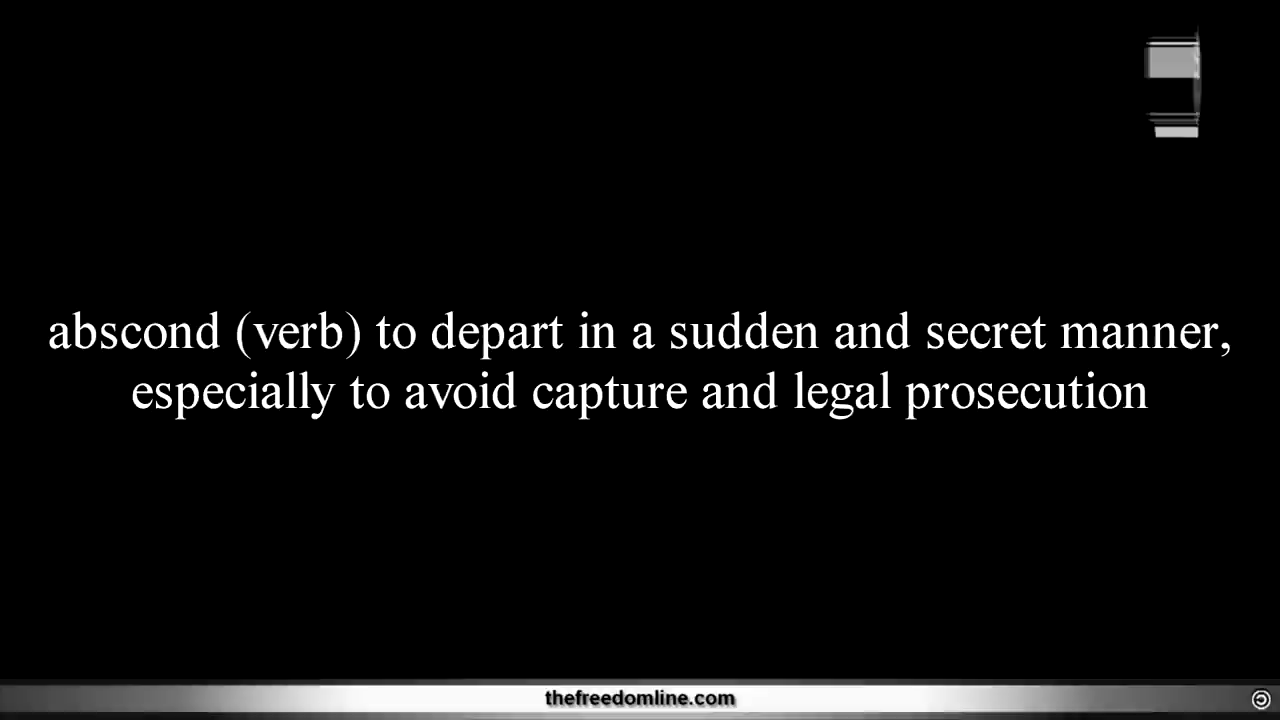 abscond (verb) to depart in a sudden and secret manner,
especially to avoid capture and legal prosecution
thefreedomline.com